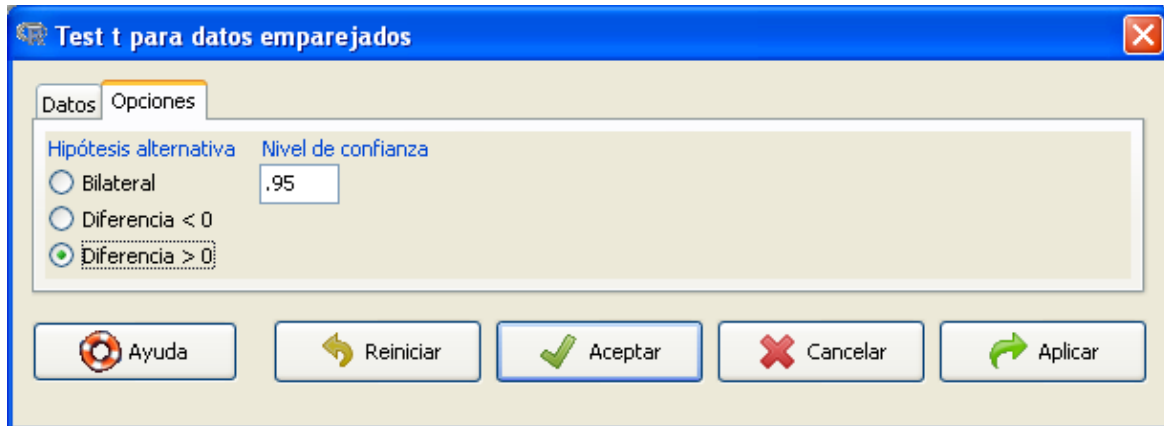 Test t para datos emparejados
Datos Opciones
Hipótesis alternativa Nivel de confianza
Bilateral .95
Diferencia < 0
Diferencia > 0
Ayuda Reiniciar Aceptar Cancelar Aplicar